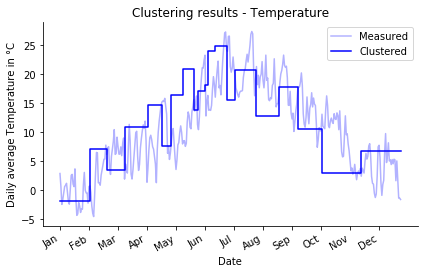 Clustering results - Temperature
Measured
Clustered
Daily average Temperature in °C
25
20
15
10
5
0
−5
Jan Feb Mar Apr May Jun Jul Aug Sep Oct Nov Dec
Date